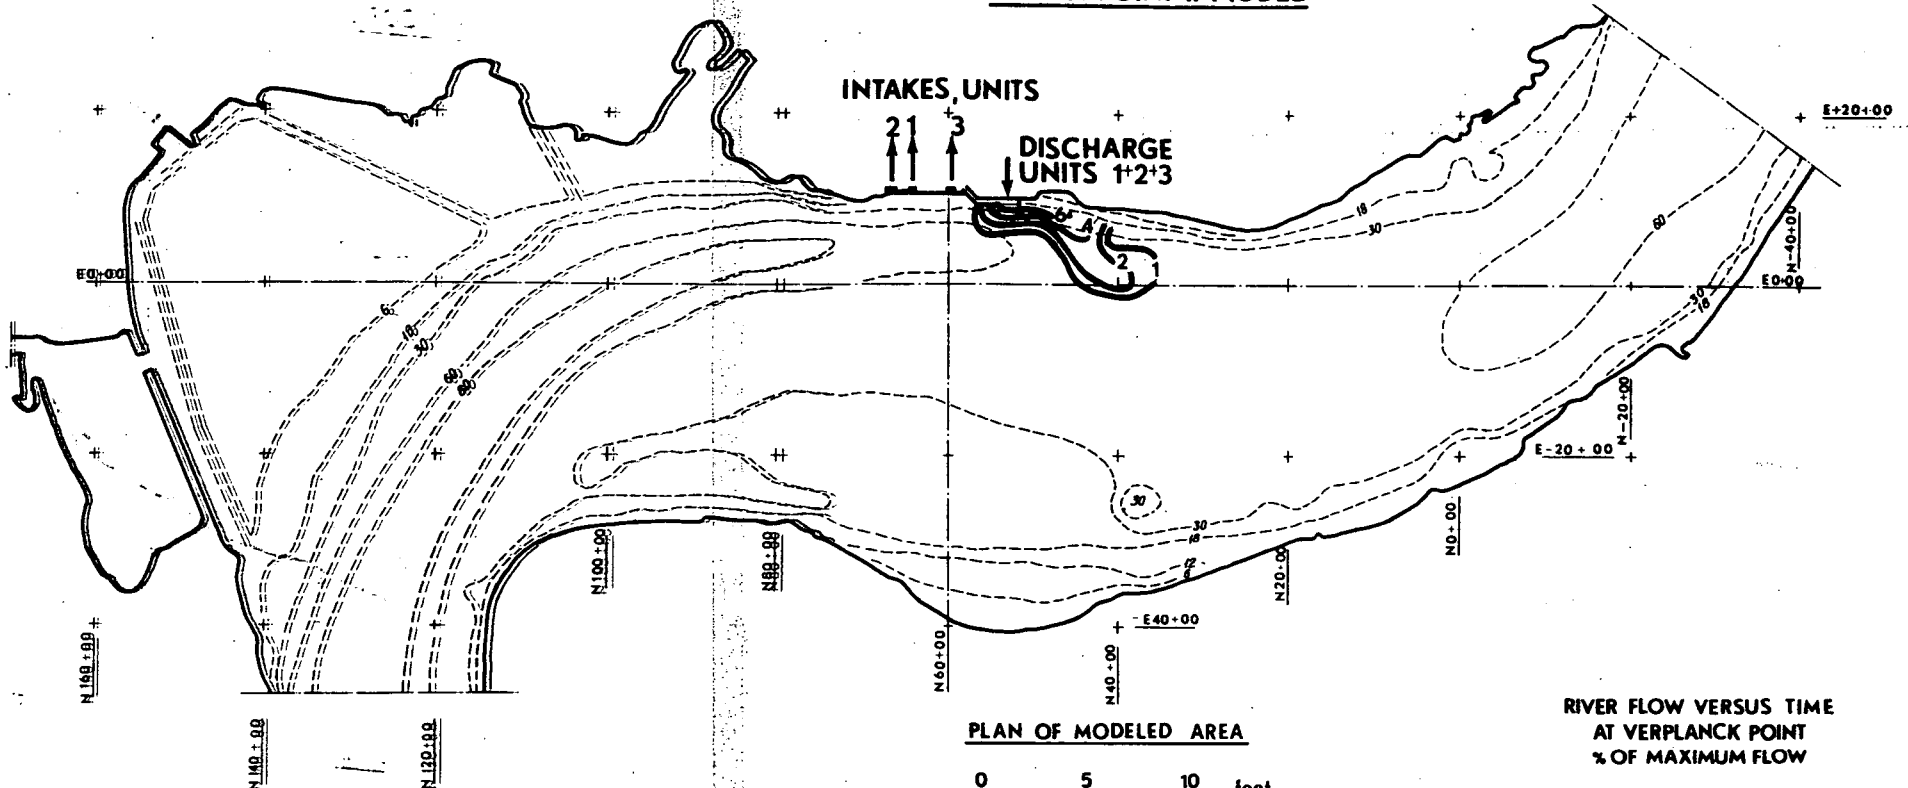 INTAKES, UNITS
2 1 3
DISCHARGE
UNITS 1+2+3
E+20+00
6
A
2
1
18
30
60
N-40+00
E0+00
E0+00
6
18
30
60
60
30
18
N-20+00
E-20+00
30
30
18
12
6
N0+00
N20+00
N100+00
N80+00
E40+00
N160+00
N60+00
N40+00
N140+00
N120+00
PLAN OF MODELED AREA
0 5 10 feet
RIVER FLOW VERSUS TIME
AT VERPLANCK POINT
% OF MAXIMUM FLOW